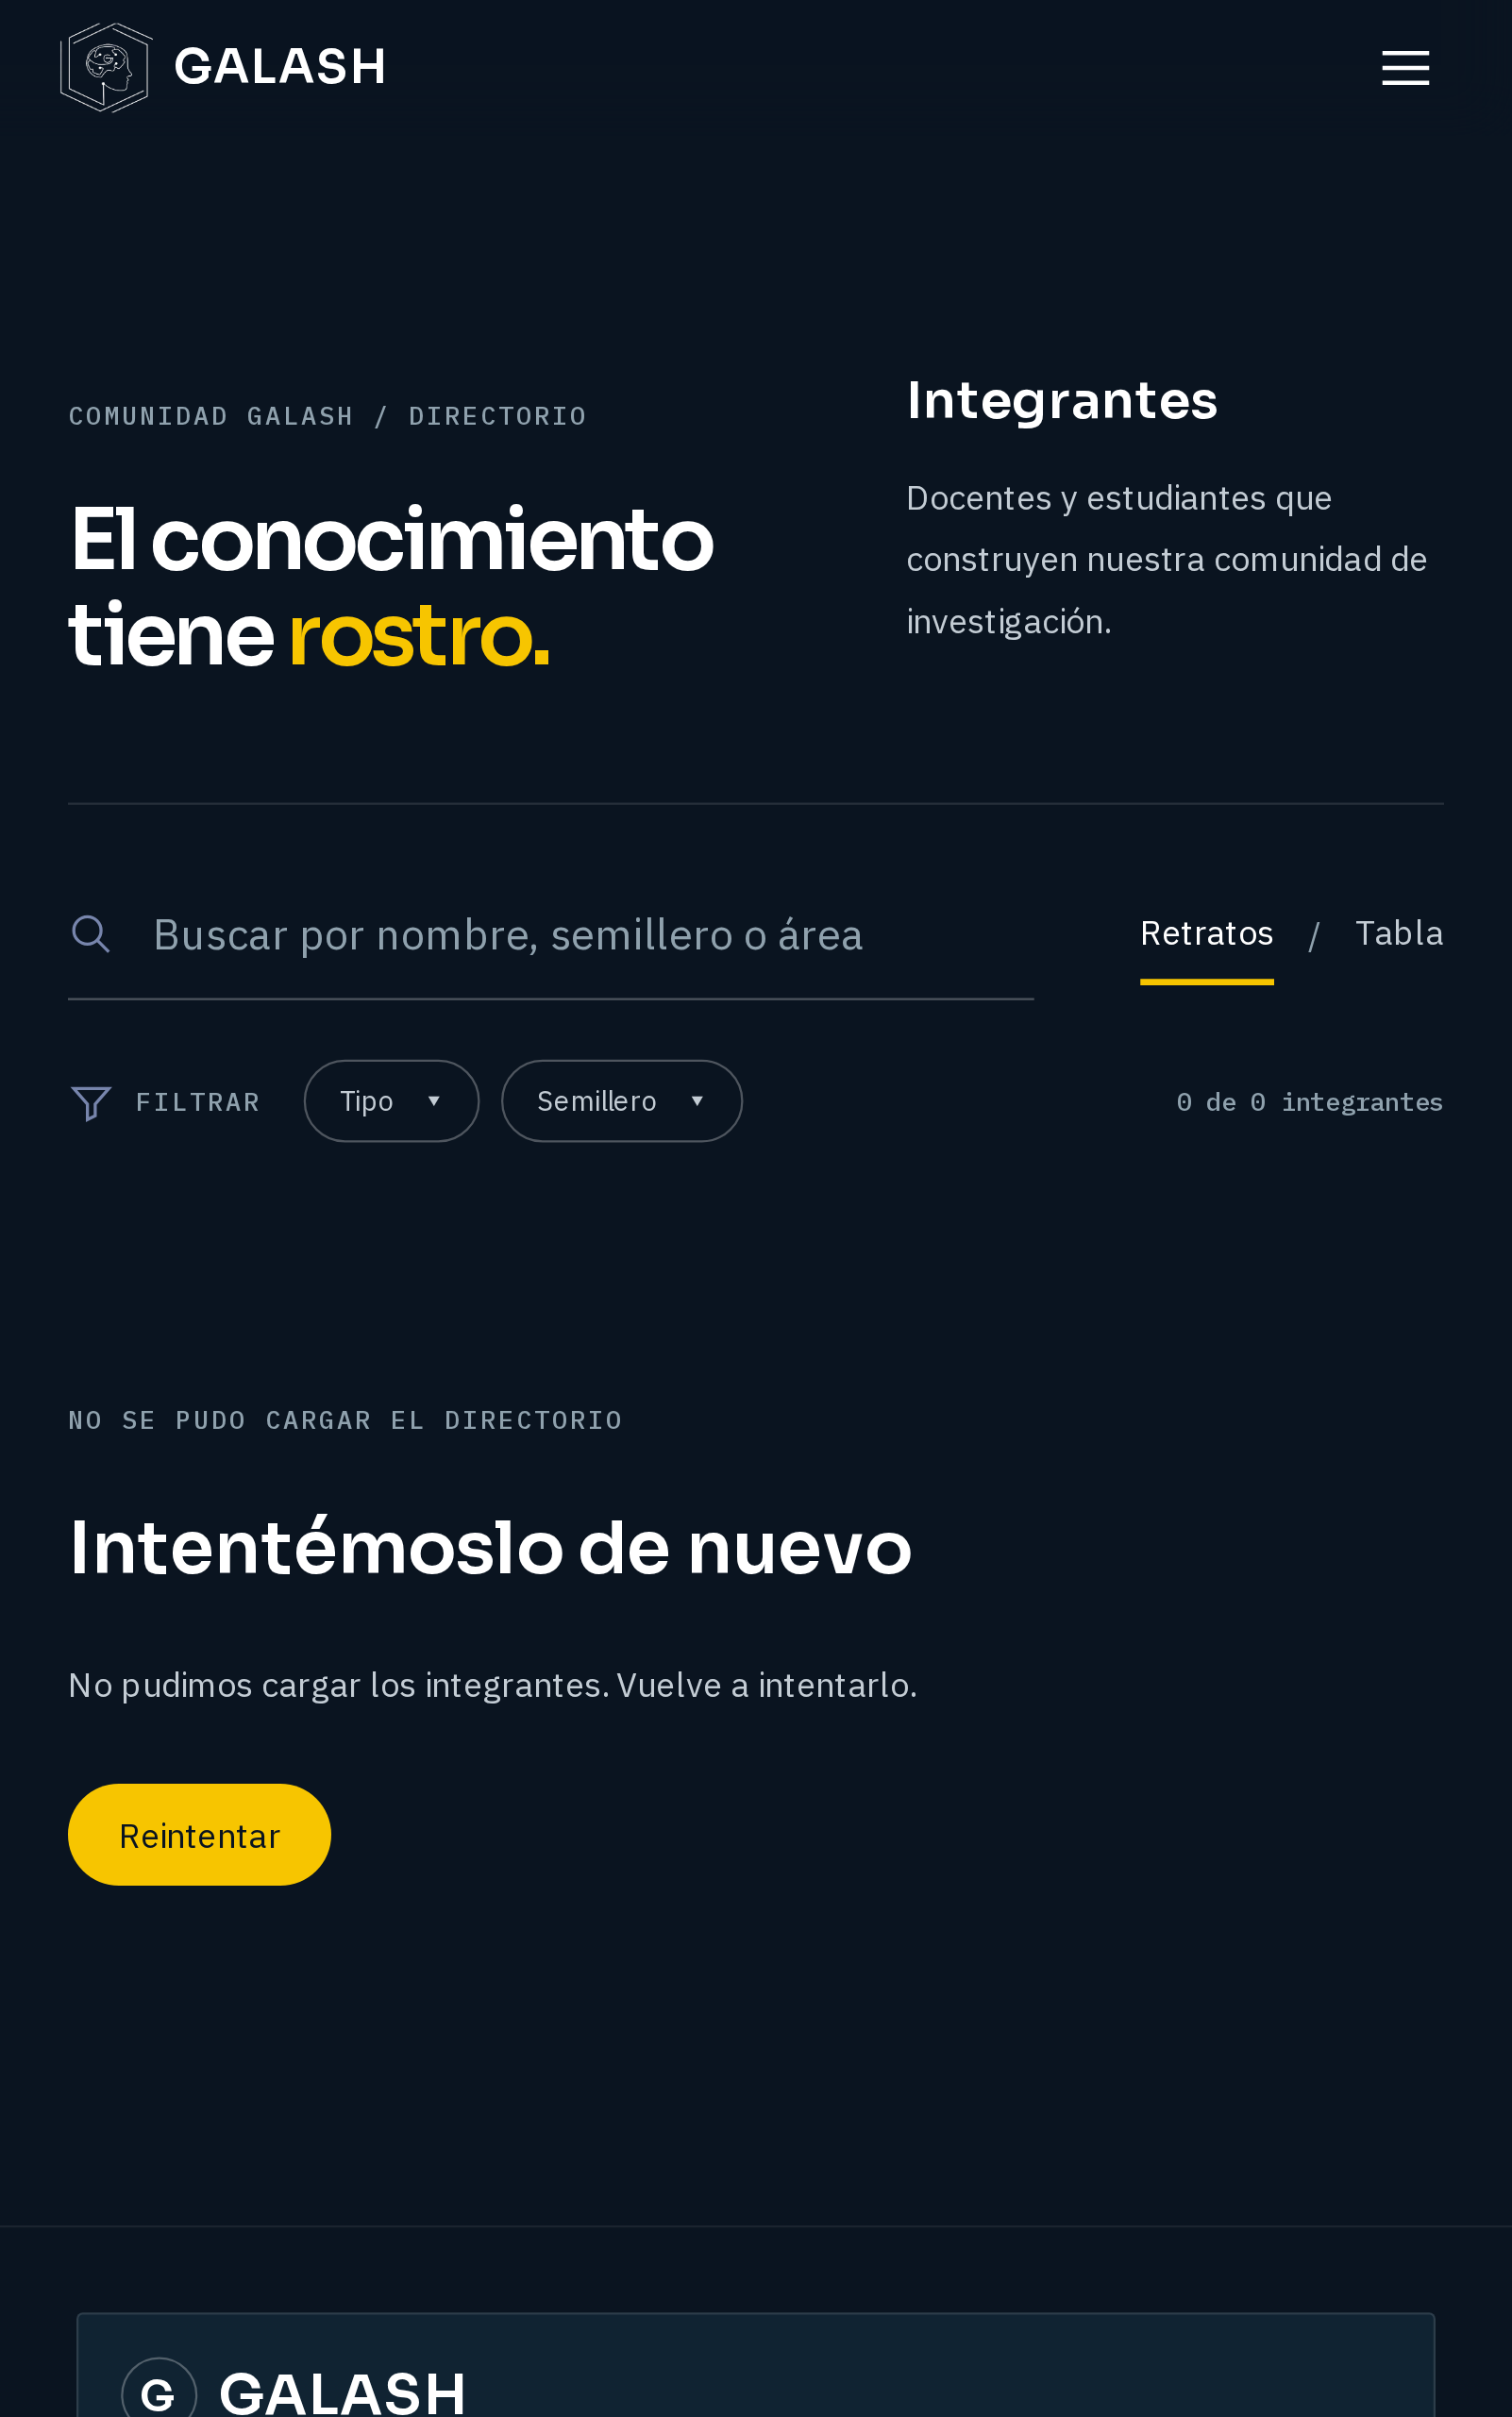 GALASH
COMUNIDAD GALASH / DIRECTORIO
El conocimiento
tiene rostro.
Integrantes
Docentes y estudiantes que
construyen nuestra comunidad de
investigación.
Buscar por nombre, semillero o área
Retratos / Tabla
FILTRAR
Tipo
Semillero
0 de 0 integrantes
NO SE PUDO CARGAR EL DIRECTORIO
Intentémoslo de nuevo
No pudimos cargar los integrantes. Vuelve a intentarlo.
Reintentar
G GALASH